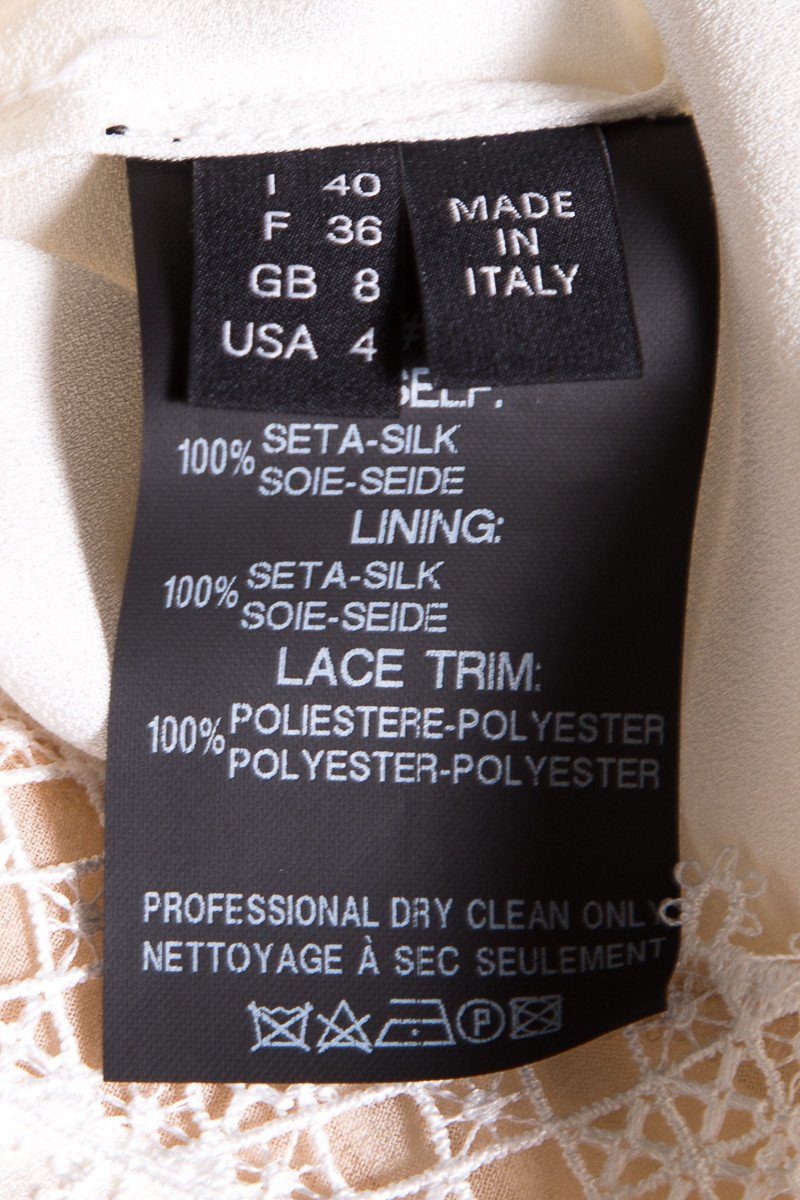 I 40
F 36
GB 8
USA 4
MADE
IN
ITALY
SELF:
100% SETA-SILK
SOIE-SEIDE
LINING:
100% SETA-SILK
SOIE-SEIDE
LACE TRIM:
100% POLIESTERE-POLYESTER
POLYESTER-POLYESTER
PROFESSIONAL DRY CLEAN ONLY
NETTOYAGE À SEC SEULEMENT
P